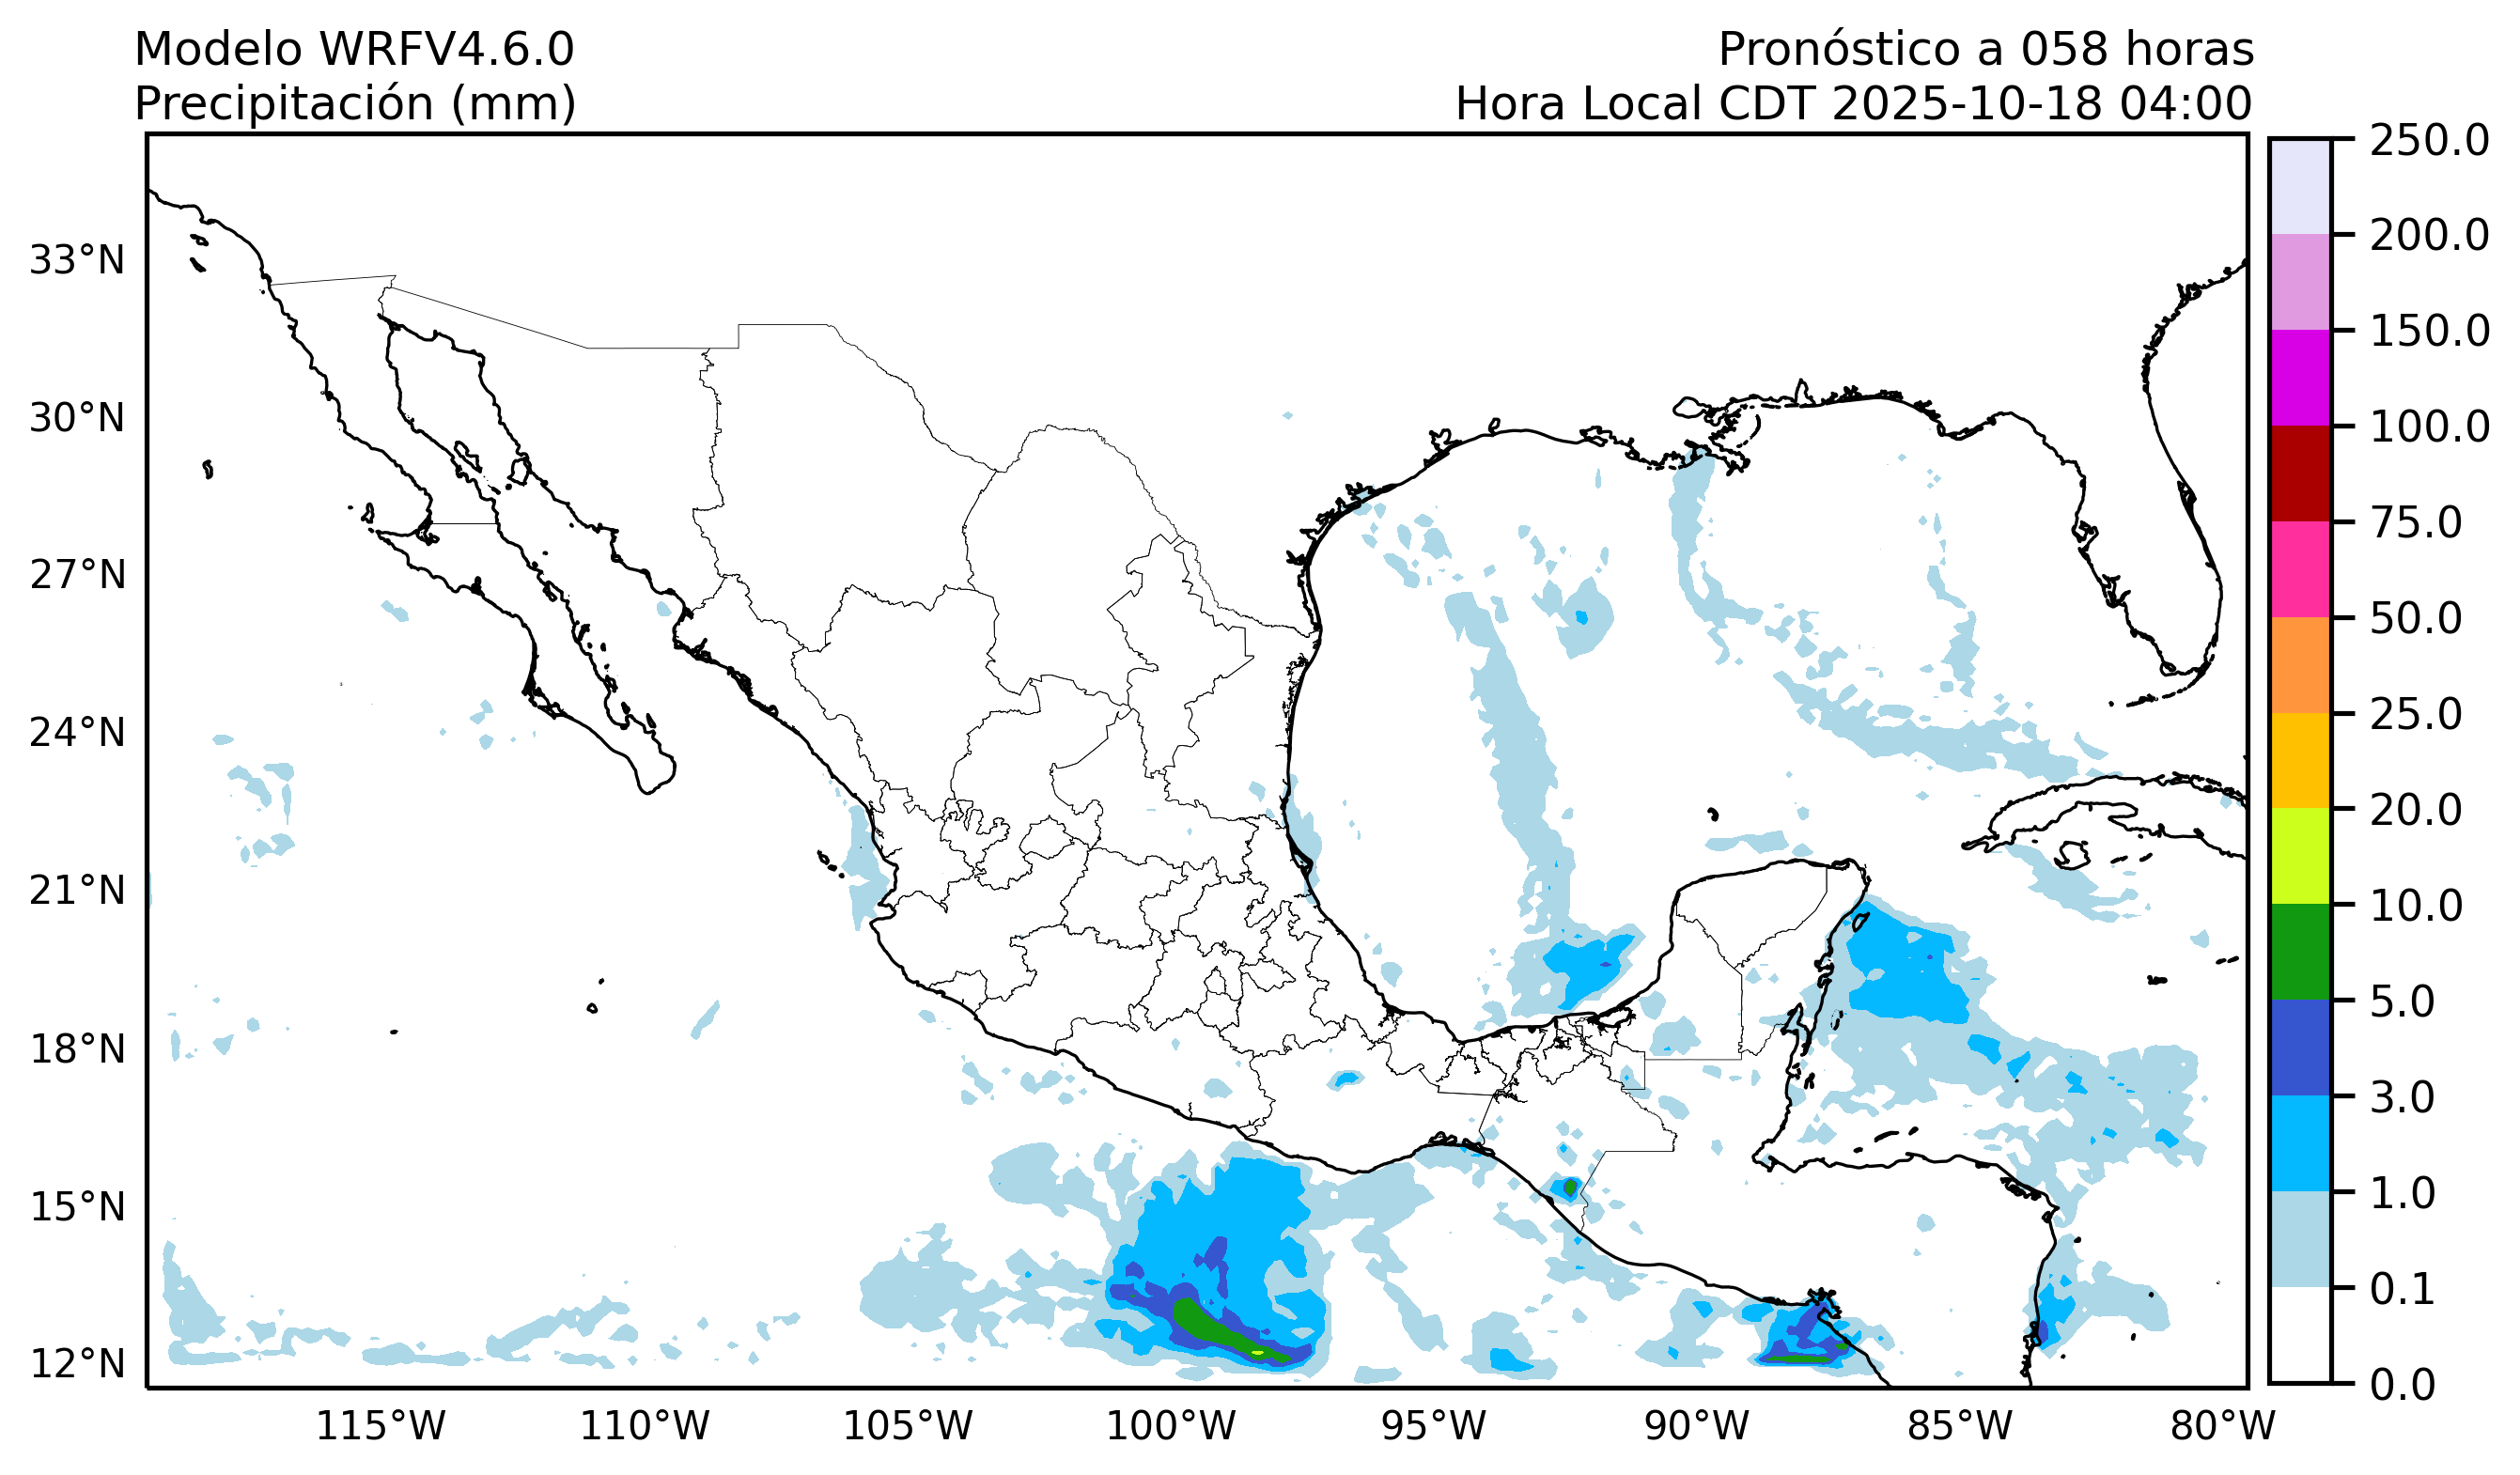 Modelo WRFV4.6.0
Precipitación (mm)
Pronóstico a 058 horas
Hora Local CDT 2025-10-18 04:00
33°N
30°N
27°N
24°N
21°N
18°N
15°N
12°N
115°W
110°W
105°W
100°W
95°W
90°W
85°W
80°W
250.0
200.0
150.0
100.0
75.0
50.0
25.0
20.0
10.0
5.0
3.0
1.0
0.1
0.0